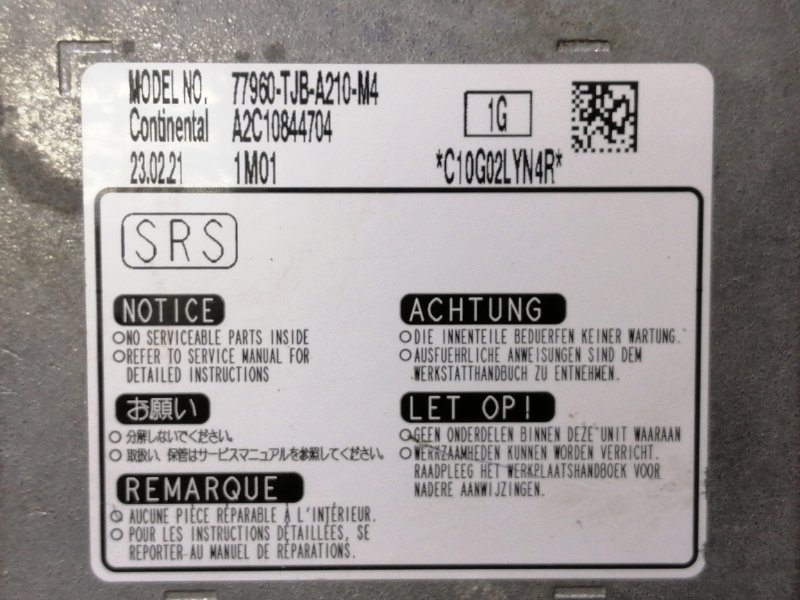 MODEL NO. 77960-TJB-A210-M4
Continental A2C10844704
23.02.21 1M01
1G
*C10G02LYN4R*
SRS
NOTICE
○NO SERVICEABLE PARTS INSIDE
○REFER TO SERVICE MANUAL FOR
DETAILED INSTRUCTIONS
お願い
○ 分解しないでください。
○ 取扱い、保管はサービスマニュアルを参照してください。
REMARQUE
○ AUCUNE PIÈCE RÉPARABLE À L'INTÉRIEUR.
○ POUR LES INSTRUCTIONS DÉTAILLÉES, SE
REPORTER AU MANUEL DE RÉPARATIONS.
ACHTUNG
○DIE INNENTEILE BEDUERFEN KEINER WARTUNG.
○AUSFUEHRLICHE ANWEISUNGEN SIND DEM
WERKSTATTHANDBUCH ZU ENTNEHMEN.
LET OP!
○GEEN ONDERDELEN BINNEN DEZE UNIT WAARAAN
○WERKZAAMHEDEN KUNNEN WORDEN VERRICHT.
RAADPLEEG HET WERKPLAATSHANDBOEK VOOR
NADERE AANWIJZINGEN.